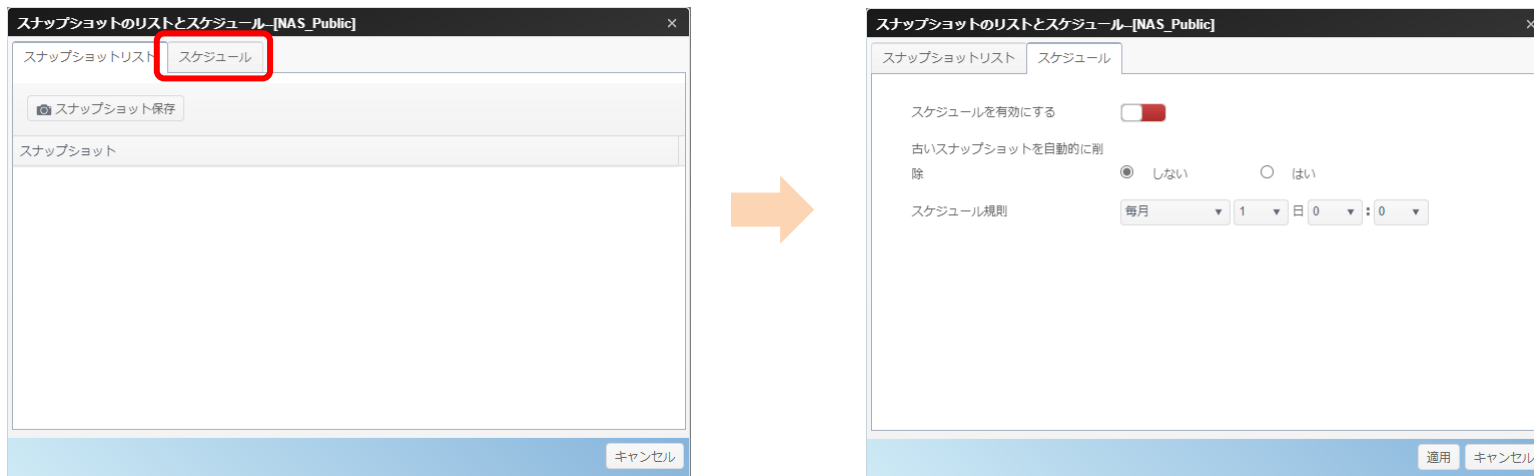 スナップショットのリストとスケジュール–[NAS_Public] ×
スナップショットリスト スケジュール
スナップショット保存
スナップショット
キャンセル
スナップショットのリストとスケジュール–[NAS_Public] ×
スナップショットリスト スケジュール
スケジュールを有効にする
古いスナップショットを自動的に削
除 しない はい
スケジュール規則 毎月 1 日 0 : 0
適用 キャンセル